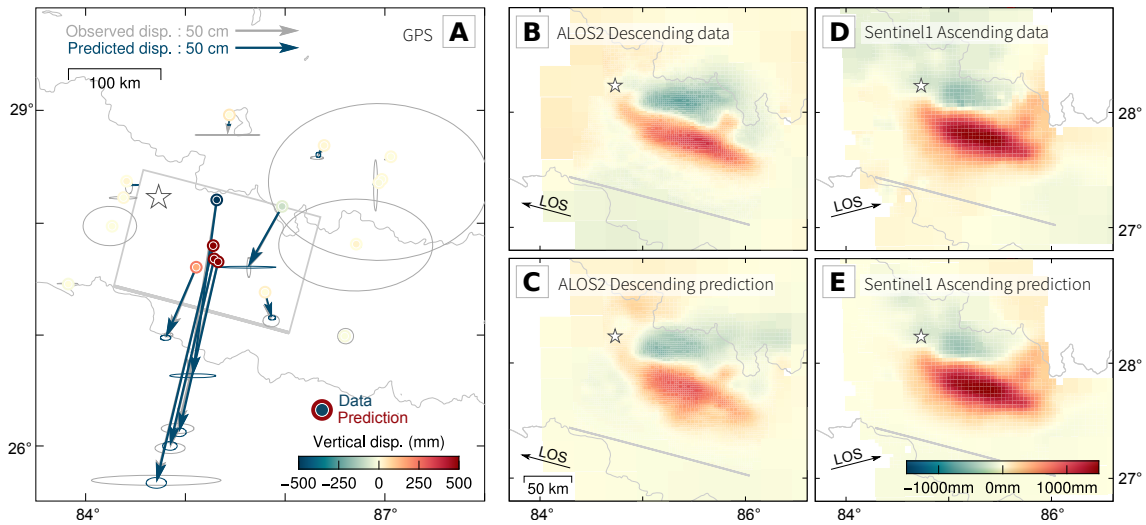 Observed disp. : 50 cm
Predicted disp. : 50 cm
GPS
A
100 km
29°
26°
Data
Prediction
Vertical disp. (mm)
−500 −250 0 250 500
84° 87°
B
ALOS2 Descending data
LOS
D
Sentinel1 Ascending data
LOS
28°
27°
C
ALOS2 Descending prediction
LOS
50 km
84° 86°
E
Sentinel1 Ascending prediction
LOS
−1000mm 0mm 1000mm
28°
27°
84° 86°